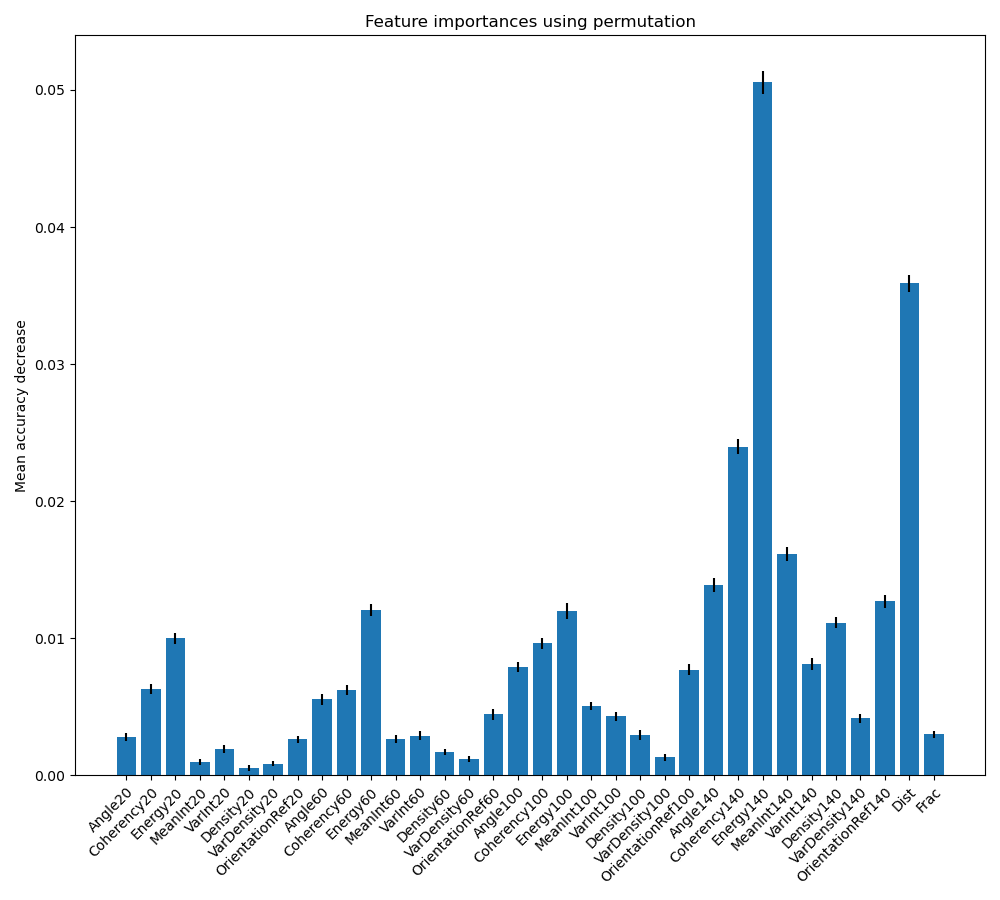 Feature importances using permutation
Mean accuracy decrease
0.05
0.04
0.03
0.02
0.01
0.00
Angle20
Coherency20
Energy20
MeanInt20
VarInt20
Density20
VarDensity20
OrientationRef20
Angle60
Coherency60
Energy60
MeanInt60
VarInt60
Density60
VarDensity60
OrientationRef60
Angle100
Coherency100
Energy100
MeanInt100
VarInt100
Density100
VarDensity100
OrientationRef100
Angle140
Coherency140
Energy140
MeanInt140
VarInt140
Density140
VarDensity140
OrientationRef140
Dist
Frac